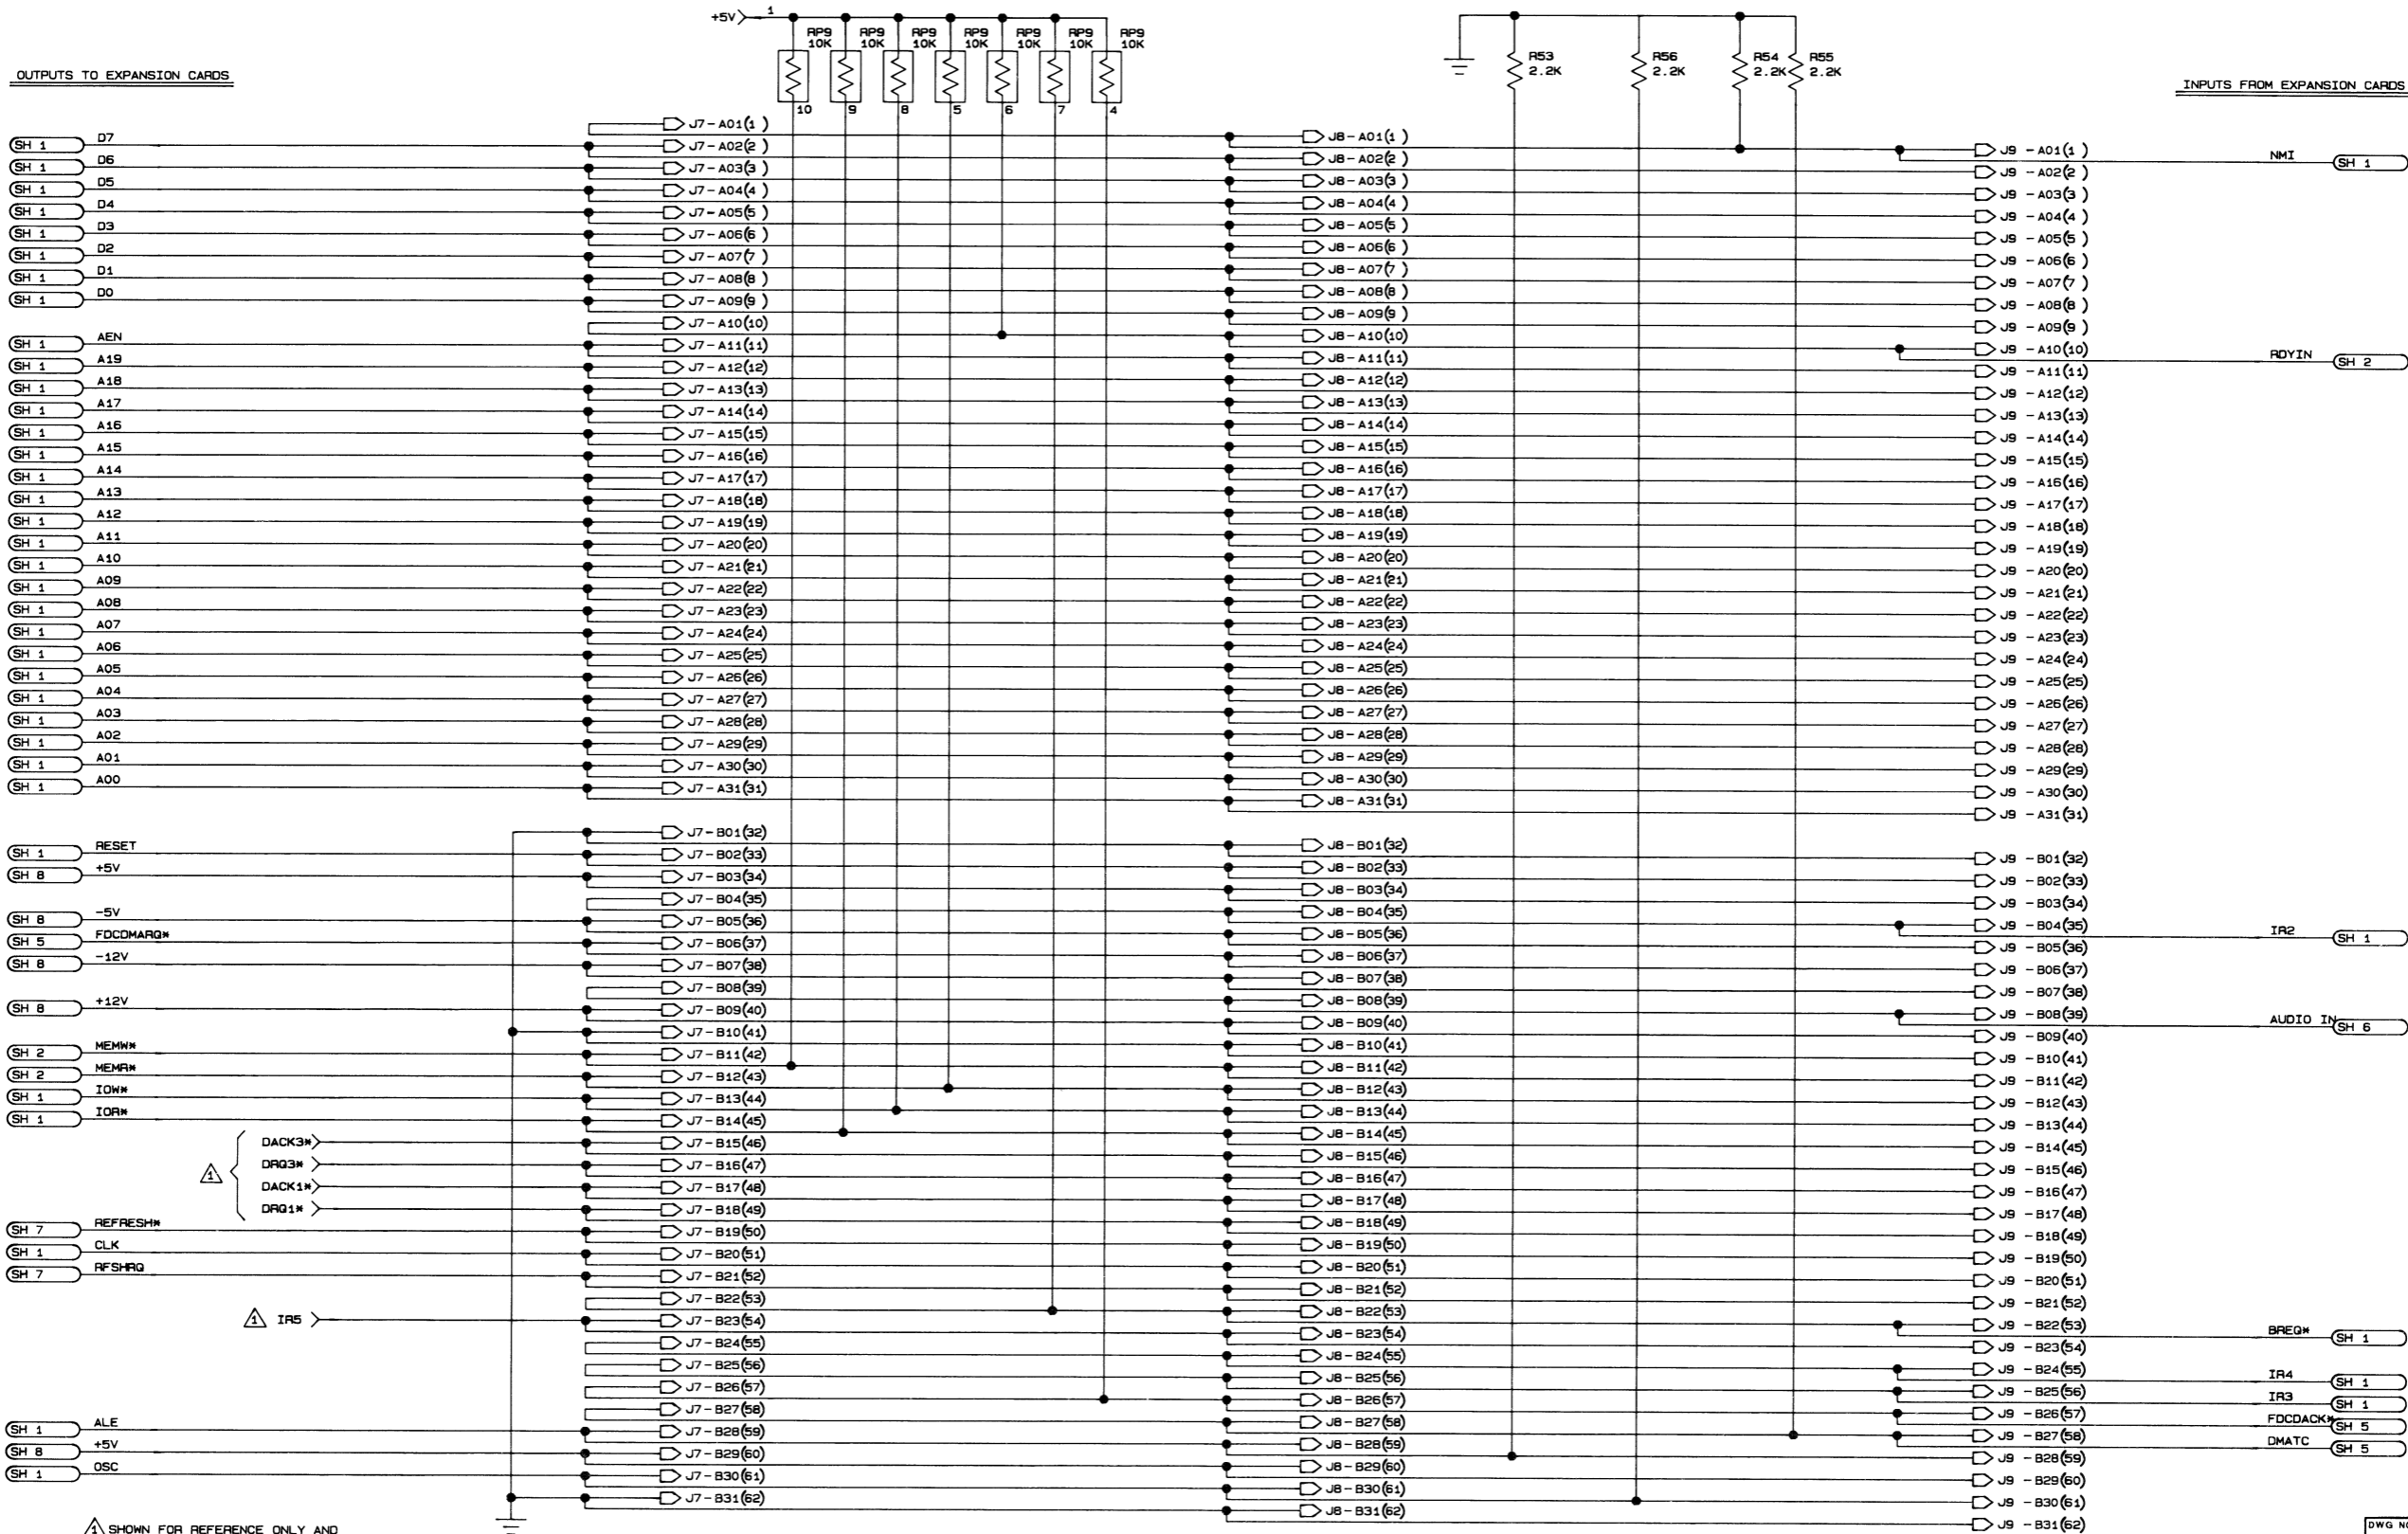 +5V 1
RP9 10K RP9 10K RP9 10K RP9 10K RP9 10K RP9 10K RP9 10K
10 9 8 5 6 7 4
R53 2.2K R56 2.2K R54 2.2K R55 2.2K
OUTPUTS TO EXPANSION CARDS
INPUTS FROM EXPANSION CARDS
J7-A01(1 ) J8-A01(1 ) J9 -A01(1 ) NMI SH 1
SH 1 D7 J7-A02(2 ) J8-A02(2 ) J9 -A02(2 )
SH 1 D6 J7-A03(3 ) J8-A03(3 ) J9 -A03(3 )
SH 1 D5 J7-A04(4 ) J8-A04(4 ) J9 -A04(4 )
SH 1 D4 J7-A05(5 ) J8-A05(5 ) J9 -A05(5 )
SH 1 D3 J7-A06(6 ) J8-A06(6 ) J9 -A06(6 )
SH 1 D2 J7-A07(7 ) J8-A07(7 ) J9 -A07(7 )
SH 1 D1 J7-A08(8 ) J8-A08(8 ) J9 -A08(8 )
SH 1 D0 J7-A09(9 ) J8-A09(9 ) J9 -A09(9 )
J7-A10(10) J8-A10(10) J9 -A10(10) RDYIN SH 2
SH 1 AEN J7-A11(11) J8-A11(11) J9 -A11(11)
SH 1 A19 J7-A12(12) J8-A12(12) J9 -A12(12)
SH 1 A18 J7-A13(13) J8-A13(13) J9 -A13(13)
SH 1 A17 J7-A14(14) J8-A14(14) J9 -A14(14)
SH 1 A16 J7-A15(15) J8-A15(15) J9 -A15(15)
SH 1 A15 J7-A16(16) J8-A16(16) J9 -A16(16)
SH 1 A14 J7-A17(17) J8-A17(17) J9 -A17(17)
SH 1 A13 J7-A18(18) J8-A18(18) J9 -A18(18)
SH 1 A12 J7-A19(19) J8-A19(19) J9 -A19(19)
SH 1 A11 J7-A20(20) J8-A20(20) J9 -A20(20)
SH 1 A10 J7-A21(21) J8-A21(21) J9 -A21(21)
SH 1 A09 J7-A22(22) J8-A22(22) J9 -A22(22)
SH 1 A08 J7-A23(23) J8-A23(23) J9 -A23(23)
SH 1 A07 J7-A24(24) J8-A24(24) J9 -A24(24)
SH 1 A06 J7-A25(25) J8-A25(25) J9 -A25(25)
SH 1 A05 J7-A26(26) J8-A26(26) J9 -A26(26)
SH 1 A04 J7-A27(27) J8-A27(27) J9 -A27(27)
SH 1 A03 J7-A28(28) J8-A28(28) J9 -A28(28)
SH 1 A02 J7-A29(29) J8-A29(29) J9 -A29(29)
SH 1 A01 J7-A30(30) J8-A30(30) J9 -A30(30)
SH 1 A00 J7-A31(31) J8-A31(31) J9 -A31(31)
J7-B01(32) J8-B01(32) J9 -B01(32)
SH 1 RESET J7-B02(33) J8-B02(33) J9 -B02(33)
SH 8 +5V J7-B03(34) J8-B03(34) J9 -B03(34)
J7-B04(35) J8-B04(35) J9 -B04(35) IR2 SH 1
SH 8 -5V J7-B05(36) J8-B05(36) J9 -B05(36)
SH 5 FDCDMARQ* J7-B06(37) J8-B06(37) J9 -B06(37)
SH 8 -12V J7-B07(38) J8-B07(38) J9 -B07(38)
J7-B08(39) J8-B08(39) J9 -B08(39) AUDIO IN SH 6
SH 8 +12V J7-B09(40) J8-B09(40) J9 -B09(40)
J7-B10(41) J8-B10(41) J9 -B10(41)
SH 2 MEMW* J7-B11(42) J8-B11(42) J9 -B11(42)
SH 2 MEMR* J7-B12(43) J8-B12(43) J9 -B12(43)
SH 1 IOW* J7-B13(44) J8-B13(44) J9 -B13(44)
SH 1 IOR* J7-B14(45) J8-B14(45) J9 -B14(45)
DACK3* J7-B15(46) J8-B15(46) J9 -B15(46)
1 DRQ3* J7-B16(47) J8-B16(47) J9 -B16(47)
DACK1* J7-B17(48) J8-B17(48) J9 -B17(48)
DRQ1* J7-B18(49) J8-B18(49) J9 -B18(49)
SH 7 REFRESH* J7-B19(50) J8-B19(50) J9 -B19(50)
SH 1 CLK J7-B20(51) J8-B20(51) J9 -B20(51)
SH 7 RFSHRQ J7-B21(52) J8-B21(52) J9 -B21(52)
J7-B22(53) J8-B22(53) J9 -B22(53) BREQ* SH 1
1 IR5 J7-B23(54) J8-B23(54) J9 -B23(54)
J7-B24(55) J8-B24(55) J9 -B24(55) IR4 SH 1
J7-B25(56) J8-B25(56) J9 -B25(56) IR3 SH 1
J7-B26(57) J8-B26(57) J9 -B26(57) FDCDACK* SH 5
J7-B27(58) J8-B27(58) J9 -B27(58) DMATC SH 5
SH 1 ALE J7-B28(59) J8-B28(59) J9 -B28(59)
SH 8 +5V J7-B29(60) J8-B29(60) J9 -B29(60)
SH 1 OSC J7-B30(61) J8-B30(61) J9 -B30(61)
J7-B31(62) J8-B31(62) J9 -B31(62)
1 SHOWN FOR REFERENCE ONLY AND
DWG